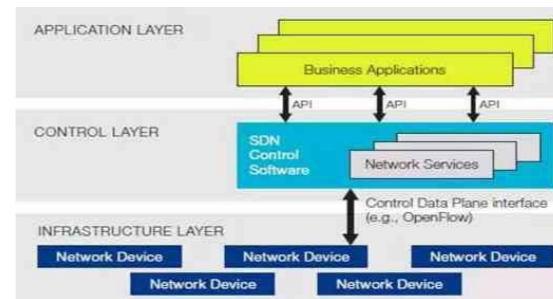 APPLICATION LAYER
Business Applications
API API API
CONTROL LAYER
SDN
Control
Software
Network Services
Control Data Plane interface
(e.g., OpenFlow)
INFRASTRUCTURE LAYER
Network Device Network Device Network Device
Network Device Network Device